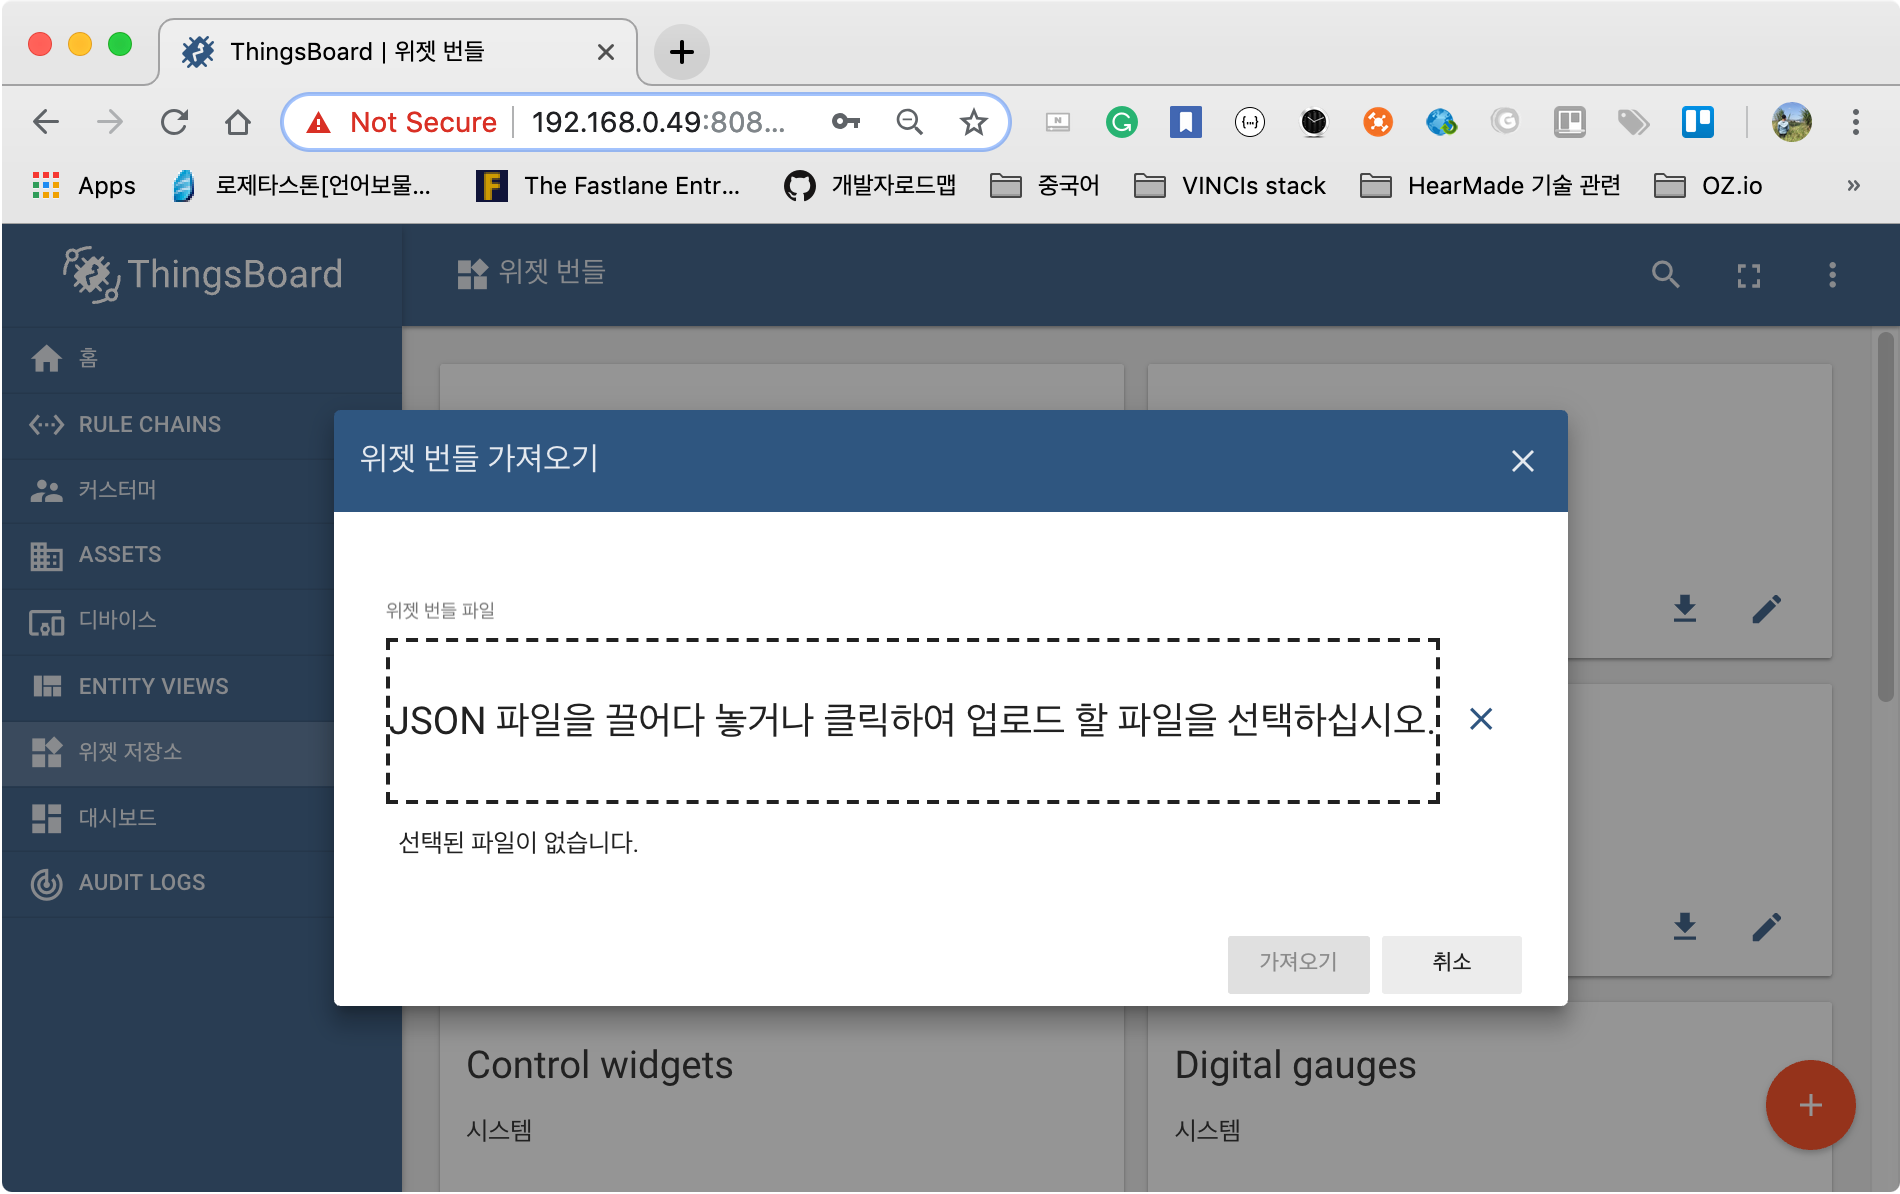 ThingsBoard | 위젯 번들
Not Secure 192.168.0.49:808...
Apps 로제타스톤[언어보물... The Fastlane Entr... 개발자로드맵 중국어 VINCIs stack HearMade 기술 관련 OZ.io »
ThingsBoard 위젯 번들
홈
RULE CHAINS
커스터머
ASSETS
디바이스
ENTITY VIEWS
위젯 저장소
대시보드
AUDIT LOGS
위젯 번들 가져오기
위젯 번들 파일
JSON 파일을 끌어다 놓거나 클릭하여 업로드 할 파일을 선택하십시오.
선택된 파일이 없습니다.
가져오기 취소
Control widgets
시스템
Digital gauges
시스템